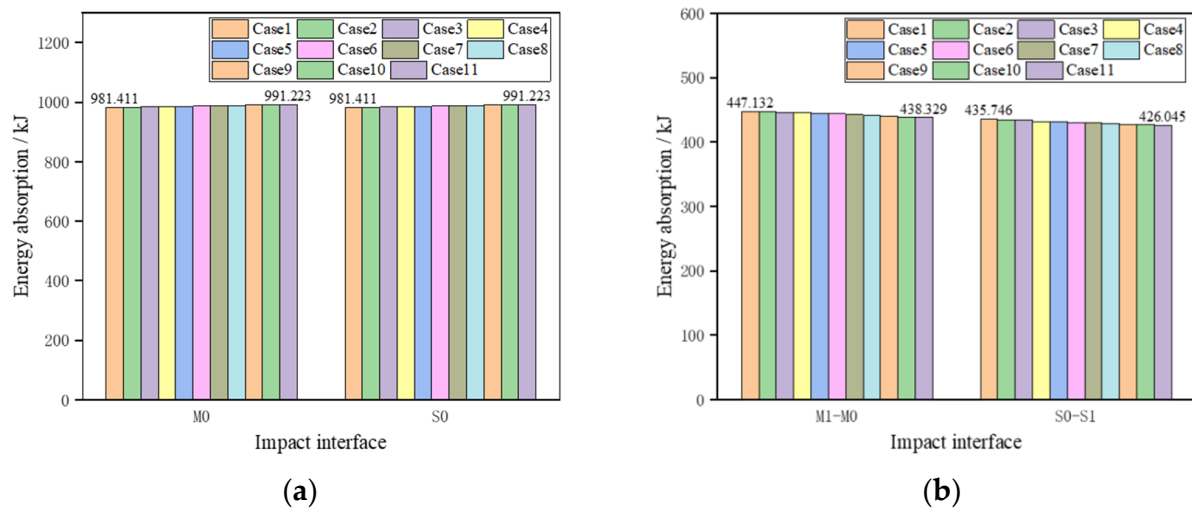 1200
1000
800
600
400
200
0
Energy absorption / kJ
Case1 Case2 Case3 Case4
Case5 Case6 Case7 Case8
Case9 Case10 Case11
981.411 991.223 981.411 991.223
M0 S0
Impact interface
(a)
600
500
400
300
200
100
0
Energy absorption / kJ
Case1 Case2 Case3 Case4
Case5 Case6 Case7 Case8
Case9 Case10 Case11
447.132 438.329 435.746 426.045
M1-M0 S0-S1
Impact interface
(b)